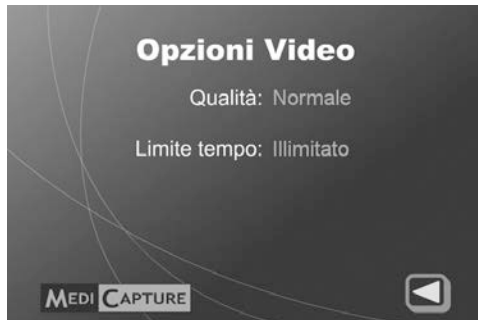 Opzioni Video
Qualità: Normale
Limite tempo: Illimitato
MEDI CAPTURE